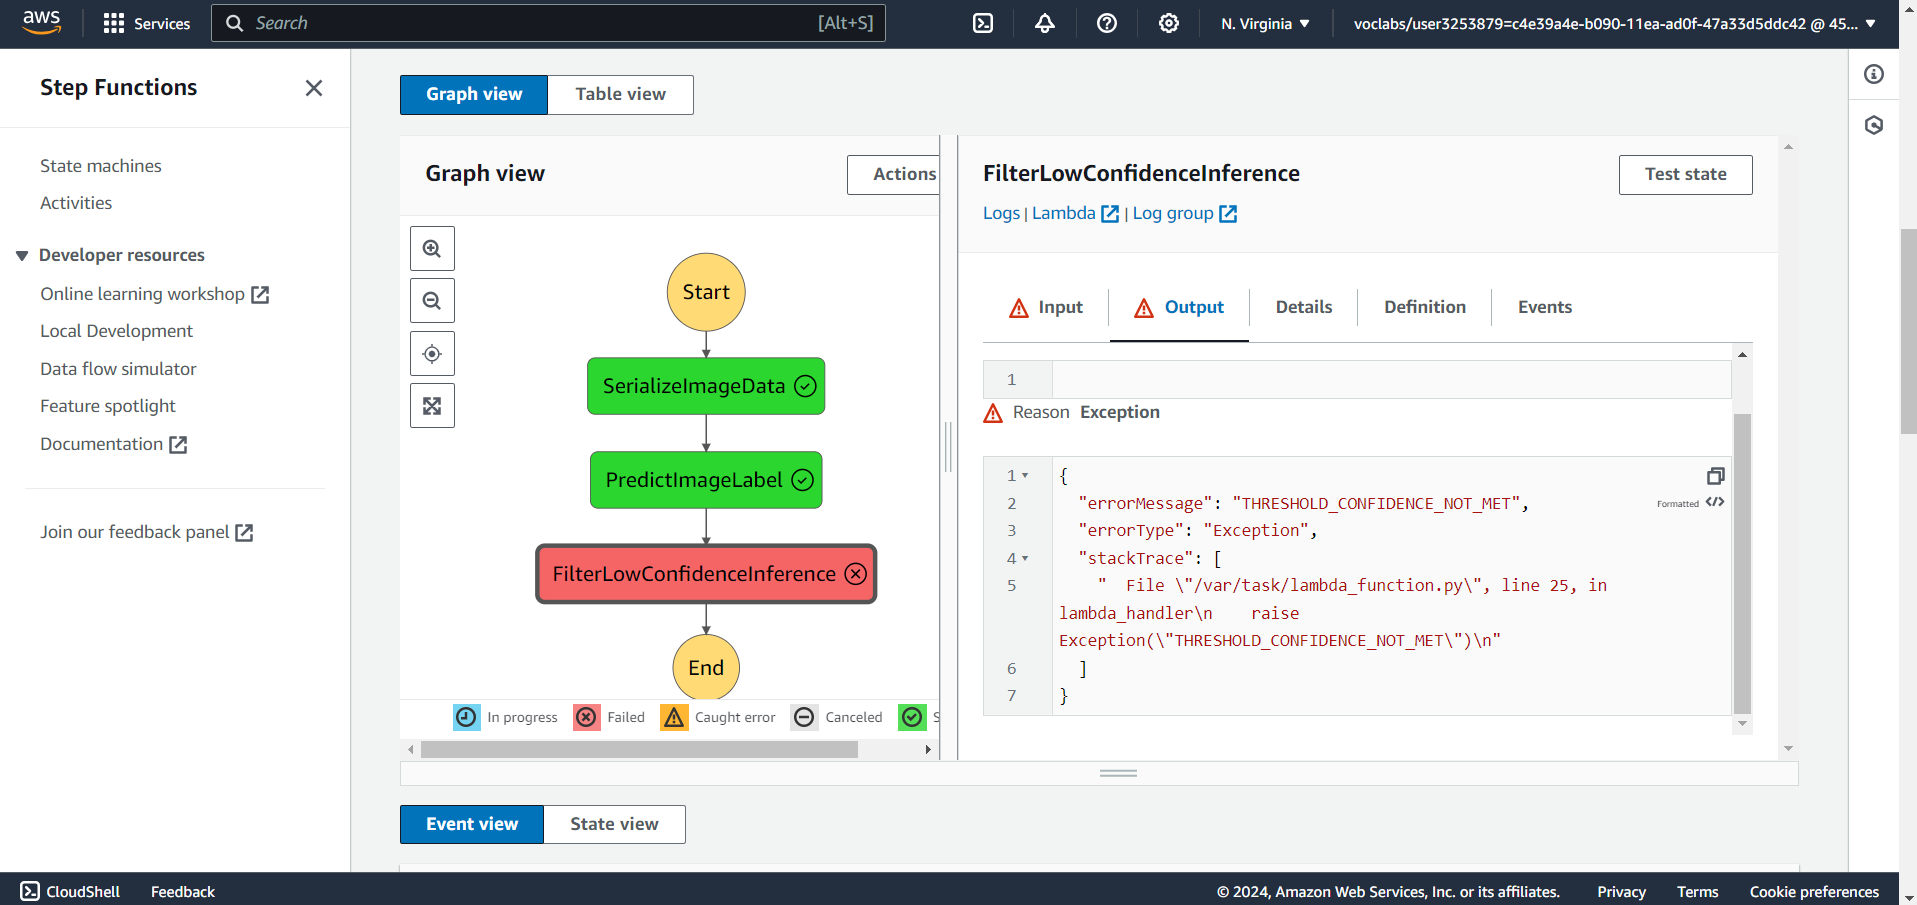 aws
Services
Search
[Alt+S]
N. Virginia
voclabs/user3253879=c4e39a4e-b090-11ea-ad0f-47a33d5ddc42 @ 45...
Step Functions
State machines
Activities
Developer resources
Online learning workshop
Local Development
Data flow simulator
Feature spotlight
Documentation
Join our feedback panel
Graph view
Table view
Graph view
Actions
Start
SerializeImageData
PredictImageLabel
FilterLowConfidenceInference
End
In progress
Failed
Caught error
Canceled
S
FilterLowConfidenceInference
Test state
Logs | Lambda | Log group
Input
Output
Details
Definition
Events
1
Reason Exception
Formatted
1 {
2 "errorMessage": "THRESHOLD_CONFIDENCE_NOT_MET",
3 "errorType": "Exception",
4 "stackTrace": [
5 "  File \"/var/task/lambda_function.py\", line 25, in
lambda_handler\n    raise
Exception(\"THRESHOLD_CONFIDENCE_NOT_MET\")\n"
6 ]
7 }
Event view
State view
CloudShell
Feedback
© 2024, Amazon Web Services, Inc. or its affiliates.
Privacy
Terms
Cookie preferences